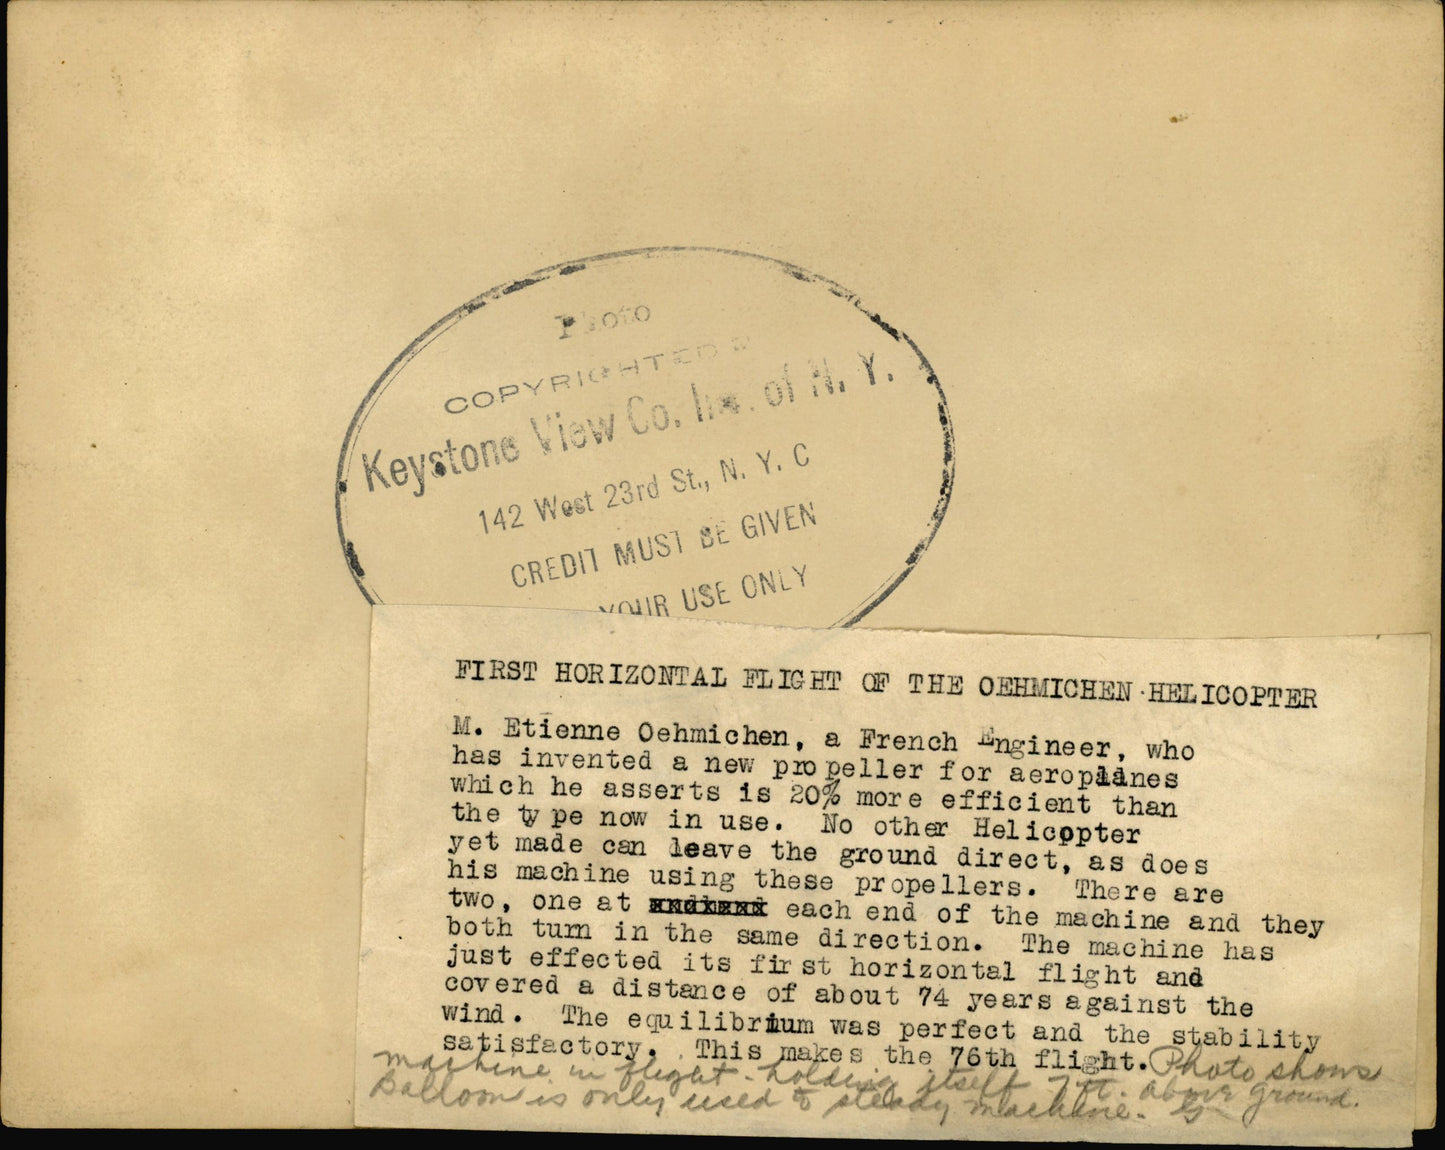 Photo
COPYRIGHTED
Keystone View Co. Inc. of N. Y.
142 West 23rd St., N. Y. C
CREDIT MUST BE GIVEN
YOUR USE ONLY
FIRST HORIZONTAL FLIGHT OF THE OEHMICHEN HELICOPTER
M. Etienne Oehmichen, a French Engineer, who
has invented a new propeller for aeroplanes
which he asserts is 20% more efficient than
the type now in use. No other Helicopter
yet made can leave the ground direct, as does
his machine using these propellers. There are
two, one at each end of the machine and they
both turn in the same direction. The machine has
just effected its first horizontal flight and
covered a distance of about 74 years against the
wind. The equilibrium was perfect and the stability
satisfactory. This makes the 76th flight. Photo shows
machine in flight - holding itself 7 ft. above ground.
Balloon is only used to steady machine.